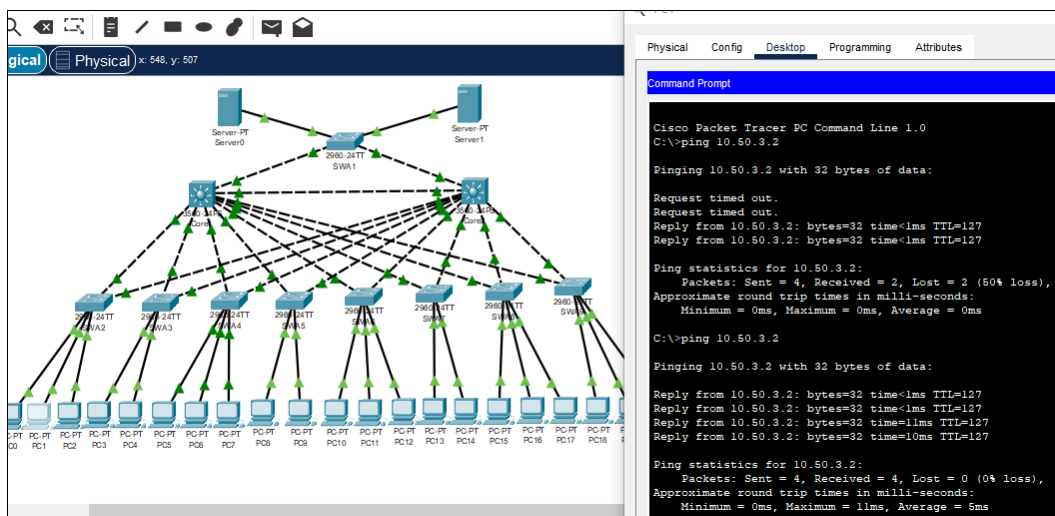 gical
Physical
x: 548, y: 507
Server-PT
Server0
Server-PT
Server1
2960-24TT
SWA1
Core
2960-24TT
SWA2
2960-24TT
SWA3
SWA4
SWA5
SWA7
PC-PT
PC1
PC-PT
PC2
PC-PT
PC3
PC-PT
PC4
PC-PT
PC5
PC-PT
PC6
PC-PT
PC7
PC-PT
PC8
PC-PT
PC9
PC-PT
PC10
PC-PT
PC11
PC-PT
PC12
PC-PT
PC13
PC-PT
PC14
PC-PT
PC15
PC-PT
PC16
PC-PT
PC17
PC-PT
PC18
Physical
Config
Desktop
Programming
Attributes
Command Prompt
Cisco Packet Tracer PC Command Line 1.0
C:\>ping 10.50.3.2
Pinging 10.50.3.2 with 32 bytes of data:
Request timed out.
Request timed out.
Reply from 10.50.3.2: bytes=32 time<1ms TTL=127
Reply from 10.50.3.2: bytes=32 time<1ms TTL=127
Ping statistics for 10.50.3.2:
Packets: Sent = 4, Received = 2, Lost = 2 (50% loss),
Approximate round trip times in milli-seconds:
Minimum = 0ms, Maximum = 0ms, Average = 0ms
C:\>ping 10.50.3.2
Pinging 10.50.3.2 with 32 bytes of data:
Reply from 10.50.3.2: bytes=32 time<1ms TTL=127
Reply from 10.50.3.2: bytes=32 time<1ms TTL=127
Reply from 10.50.3.2: bytes=32 time=11ms TTL=127
Reply from 10.50.3.2: bytes=32 time=10ms TTL=127
Ping statistics for 10.50.3.2:
Packets: Sent = 4, Received = 4, Lost = 0 (0% loss),
Approximate round trip times in milli-seconds:
Minimum = 0ms, Maximum = 11ms, Average = 5ms